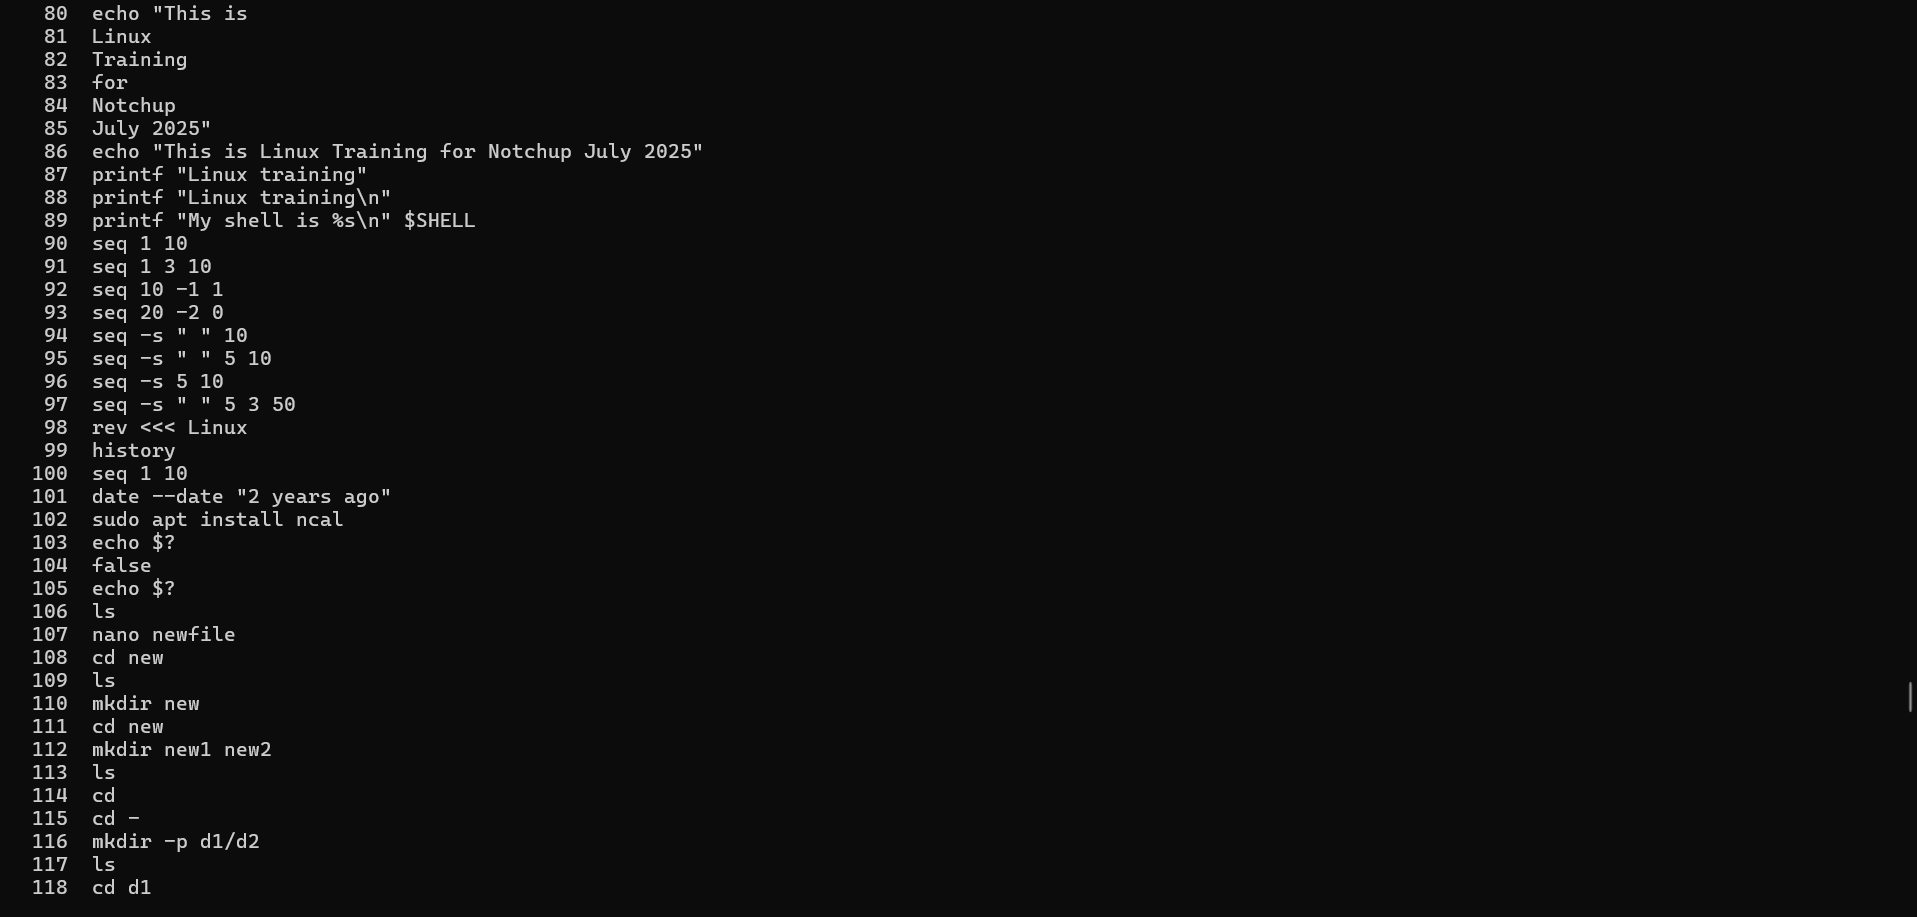 80 echo "This is
81 Linux
82 Training
83 for
84 Notchup
85 July 2025"
86 echo "This is Linux Training for Notchup July 2025"
87 printf "Linux training"
88 printf "Linux training\n"
89 printf "My shell is %s\n" $SHELL
90 seq 1 10
91 seq 1 3 10
92 seq 10 -1 1
93 seq 20 -2 0
94 seq -s " " 10
95 seq -s " " 5 10
96 seq -s 5 10
97 seq -s " " 5 3 50
98 rev <<< Linux
99 history
100 seq 1 10
101 date --date "2 years ago"
102 sudo apt install ncal
103 echo $?
104 false
105 echo $?
106 ls
107 nano newfile
108 cd new
109 ls
110 mkdir new
111 cd new
112 mkdir new1 new2
113 ls
114 cd
115 cd -
116 mkdir -p d1/d2
117 ls
118 cd d1